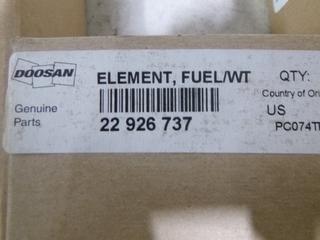 DOOSAN
Genuine
Parts
ELEMENT, FUEL/WT
22 926 737
QTY:
Country of Ori
US
PC074T